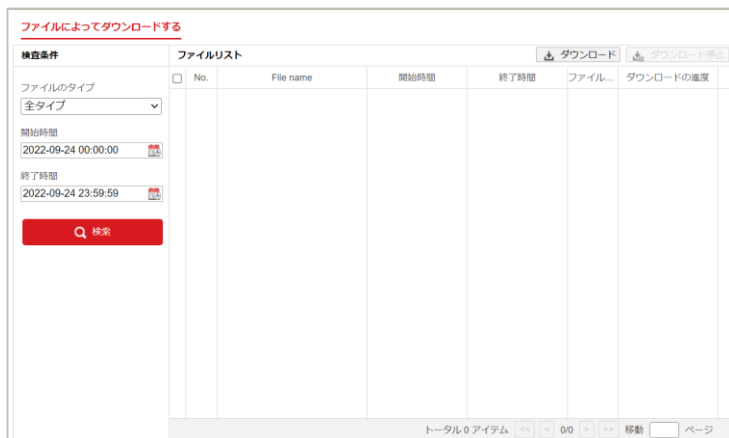 ファイルによってダウンロードする
検査条件
ファイルリスト
ダウンロード
ダウンロード停止
No.
File name
開始時間
終了時間
ファイル...
ダウンロードの進度
ファイルのタイプ
全タイプ
開始時間
2022-09-24 00:00:00
終了時間
2022-09-24 23:59:59
検索
トータル 0 アイテム << < 0/0 > >> 移動 ページ